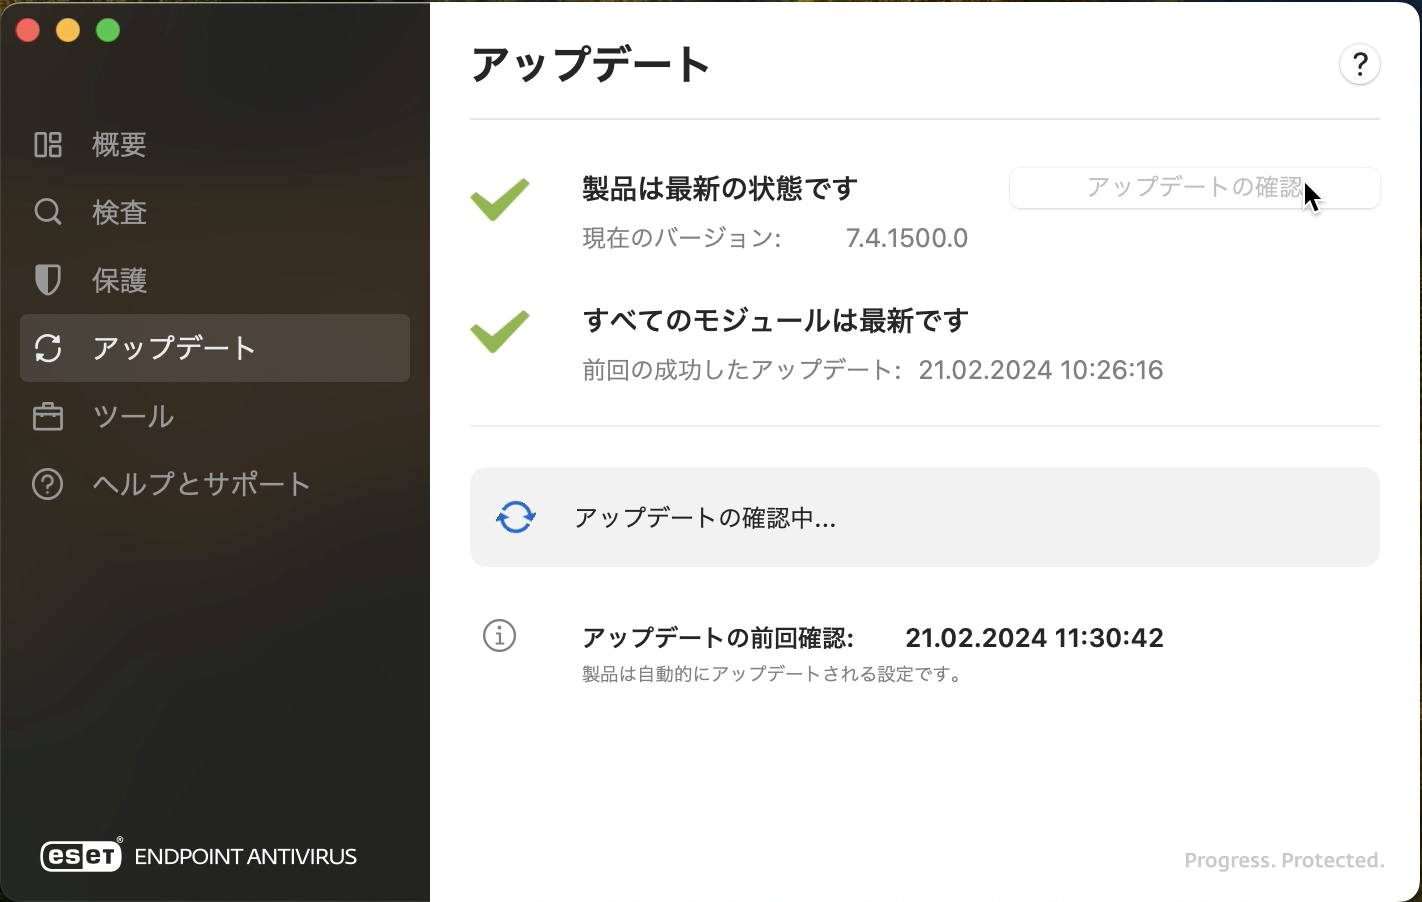 概要
検査
保護
アップデート
ツール
ヘルプとサポート
eset® ENDPOINT ANTIVIRUS
アップデート
?
製品は最新の状態です
アップデートの確認
現在のバージョン: 7.4.1500.0
すべてのモジュールは最新です
前回の成功したアップデート: 21.02.2024 10:26:16
アップデートの確認中...
アップデートの前回確認: 21.02.2024 11:30:42
製品は自動的にアップデートされる設定です。
Progress. Protected.